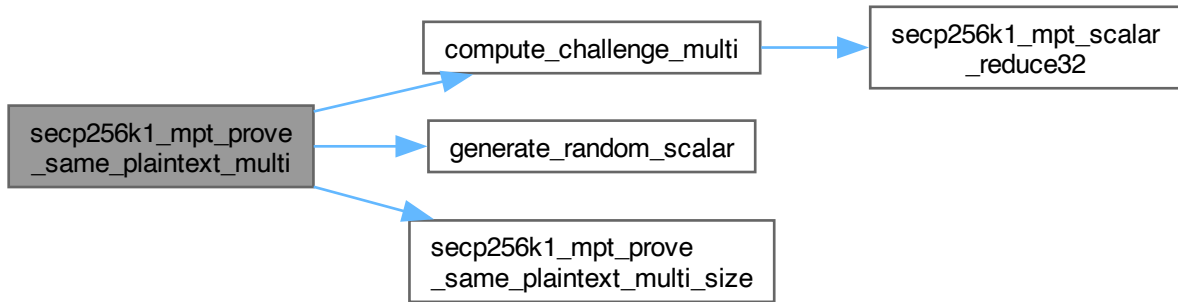 secp256k1_mpt_prove
_same_plaintext_multi
compute_challenge_multi
secp256k1_mpt_scalar
_reduce32
generate_random_scalar
secp256k1_mpt_prove
_same_plaintext_multi_size